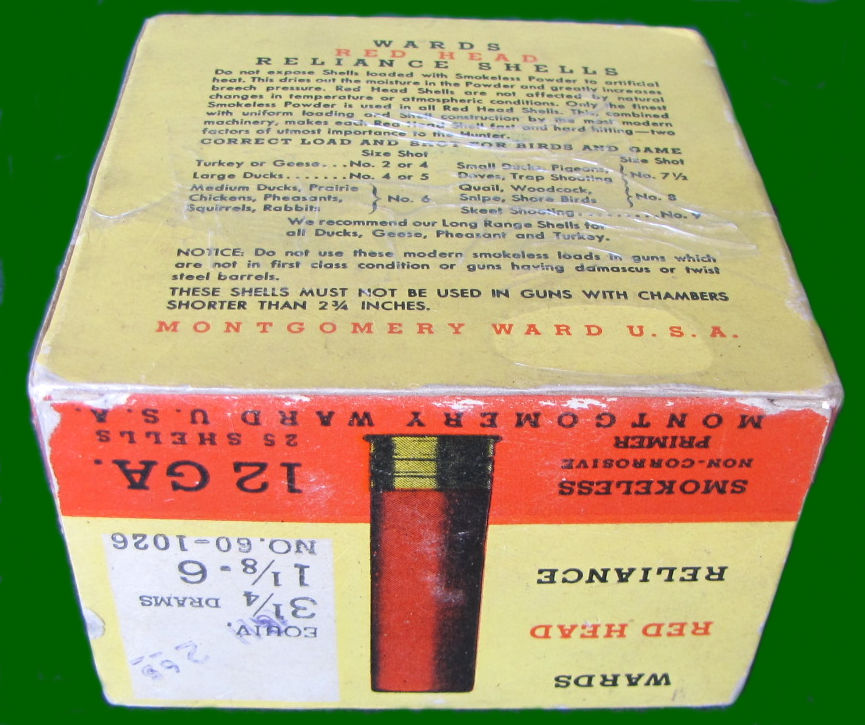 WARDS
RED HEAD
RELIANCE SHELLS
Do not expose Shells loaded with Smokeless Powder to artificial
heat. This dries out the moisture in the Powder and greatly increases
breech pressure. Red Head Shells are not affected by natural
changes in temperature or atmospheric conditions. Only the finest
Smokeless Powder is used in all Red Head Shells. This, combined
with uniform loading and Shell construction by the most modern
machinery, makes each Red Head Shell fast and hard hitting—two
factors of utmost importance to the Hunter.
CORRECT LOAD AND SHOT FOR BIRDS AND GAME
Size Shot
Turkey or Geese...No. 2 or 4
Large Ducks.......No. 4 or 5
Medium Ducks, Prairie
Chickens, Pheasants, No. 6
Squirrels, Rabbits
Size Shot
Small Ducks, Pigeons,
Doves, Trap Shooting No. 7½
Quail, Woodcock,
Snipe, Shore Birds No. 8
Skeet Shooting..........No. 9
We recommend our Long Range Shells for
all Ducks, Geese, Pheasant and Turkey.
NOTICE: Do not use these modern smokeless loads in guns which
are not in first class condition or guns having damascus or twist
steel barrels.
THESE SHELLS MUST NOT BE USED IN GUNS WITH CHAMBERS
SHORTER THAN 2¾ INCHES.
MONTGOMERY WARD U.S.A.
WARDS
RED HEAD
RELIANCE
SMOKELESS
NON-CORROSIVE
PRIMER
EQUIV.
3¼ DRAMS
1⅛-6
NO.60-1026
12 GA.
25 SHELLS
MONTGOMERY WARD U.S.A.